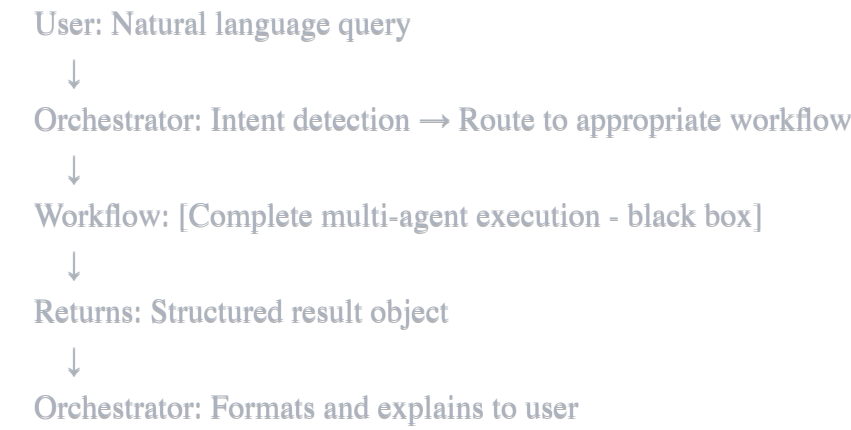 User: Natural language query
↓
Orchestrator: Intent detection → Route to appropriate workflow
↓
Workflow: [Complete multi-agent execution - black box]
↓
Returns: Structured result object
↓
Orchestrator: Formats and explains to user